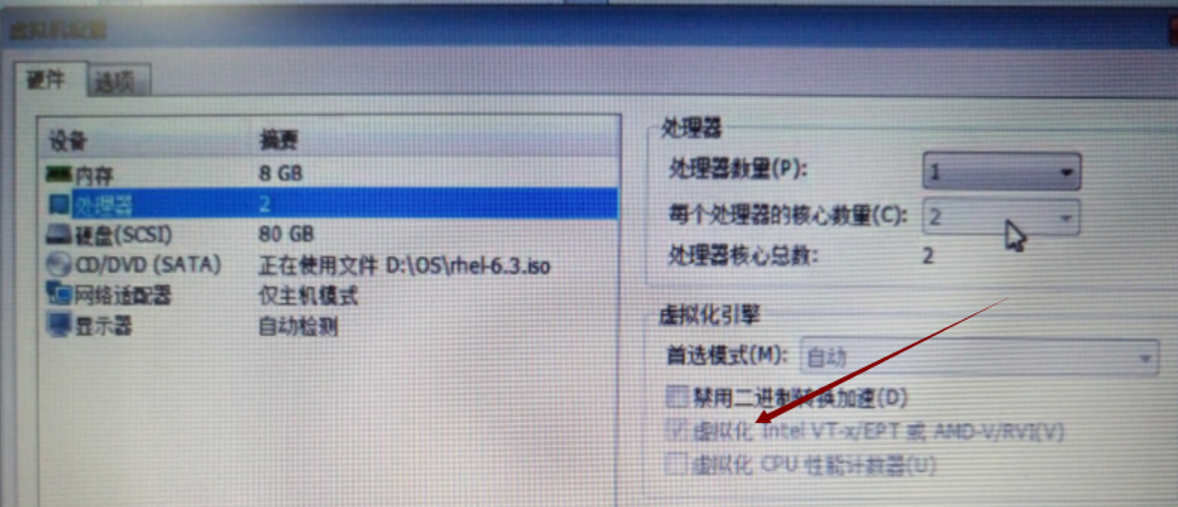 虚拟机设置
硬件 选项
设备 摘要
内存 8 GB
处理器 2
硬盘(SCSI) 80 GB
CD/DVD (SATA) 正在使用文件 D:\OS\rhel-6.3.iso
网络适配器 仅主机模式
显示器 自动检测
处理器
处理器数量(P): 1
每个处理器的核心数量(C): 2
处理器核心总数: 2
虚拟化引擎
首选模式(M): 自动
禁用二进制转换加速(D)
虚拟化 Intel VT-x/EPT 或 AMD-V/RVI(V)
虚拟化 CPU 性能计数器(U)